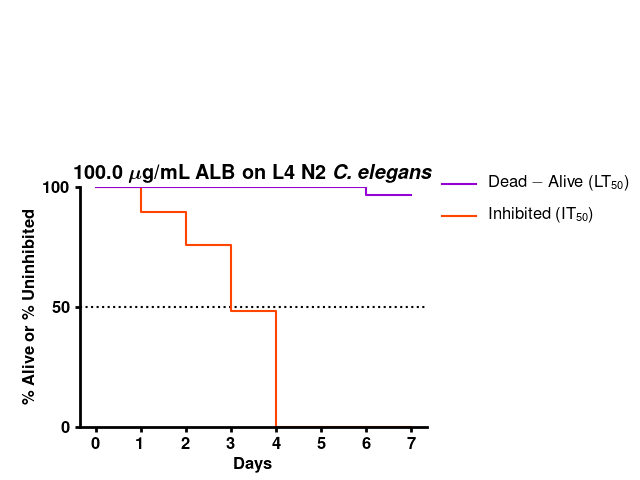 100.0 μg/mL ALB on L4 N2 C. elegans
Dead − Alive (LT50)
Inhibited (IT50)
% Alive or % Uninhibited
100
50
0
0 1 2 3 4 5 6 7
Days